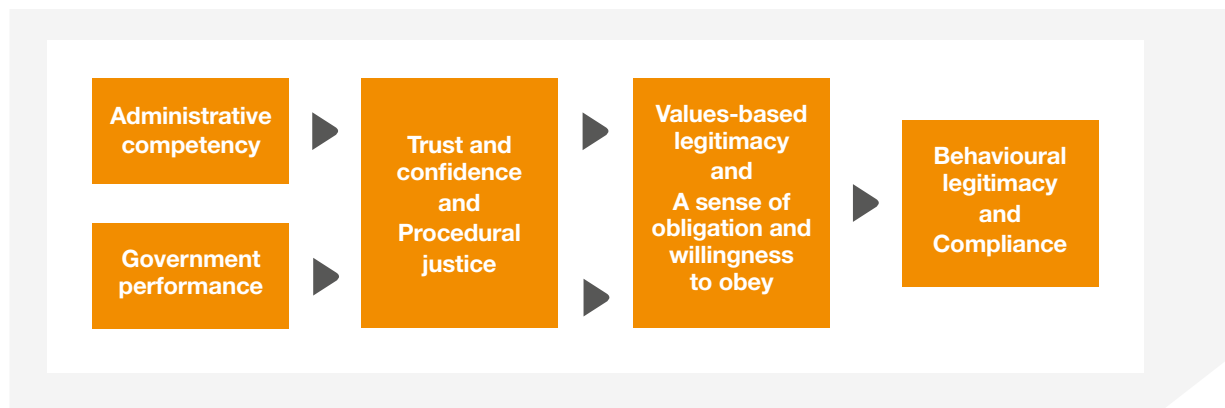 Administrative
competency
Government
performance
Trust and
confidence
and
Procedural
justice
Values-based
legitimacy
and
A sense of
obligation and
willingness
to obey
Behavioural
legitimacy
and
Compliance